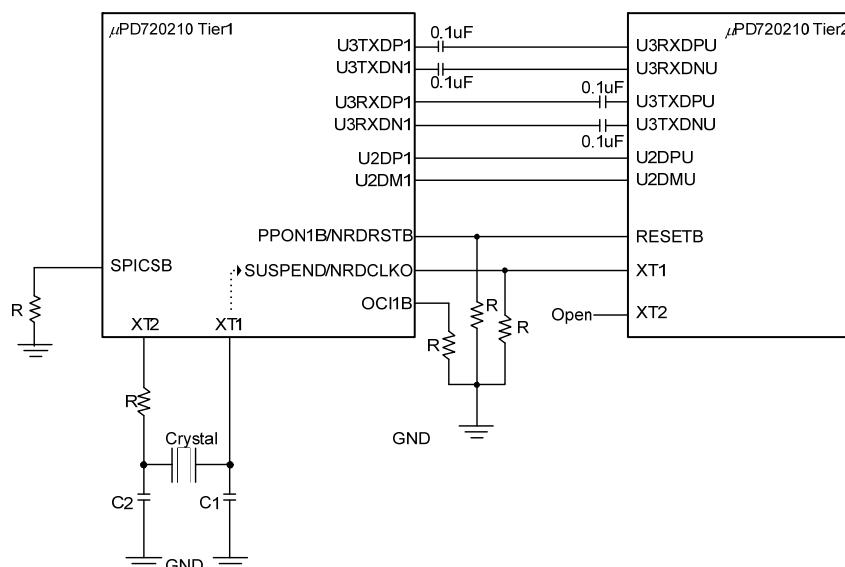 µPD720210 Tier1
µPD720210 Tier2
U3TXDP1
0.1uF
U3RXDPU
U3TXDN1
0.1uF
U3RXDNU
U3RXDP1
0.1uF
U3TXDPU
U3RXDN1
0.1uF
U3TXDNU
U2DP1
U2DPU
U2DM1
U2DMU
PPON1B/NRDRSTB
RESETB
SPICSB
SUSPEND/NRDCLKO
XT1
R
OCI1B
R
R
Open
XT2
XT2
XT1
R
R
Crystal
GND
C2
C1
GND